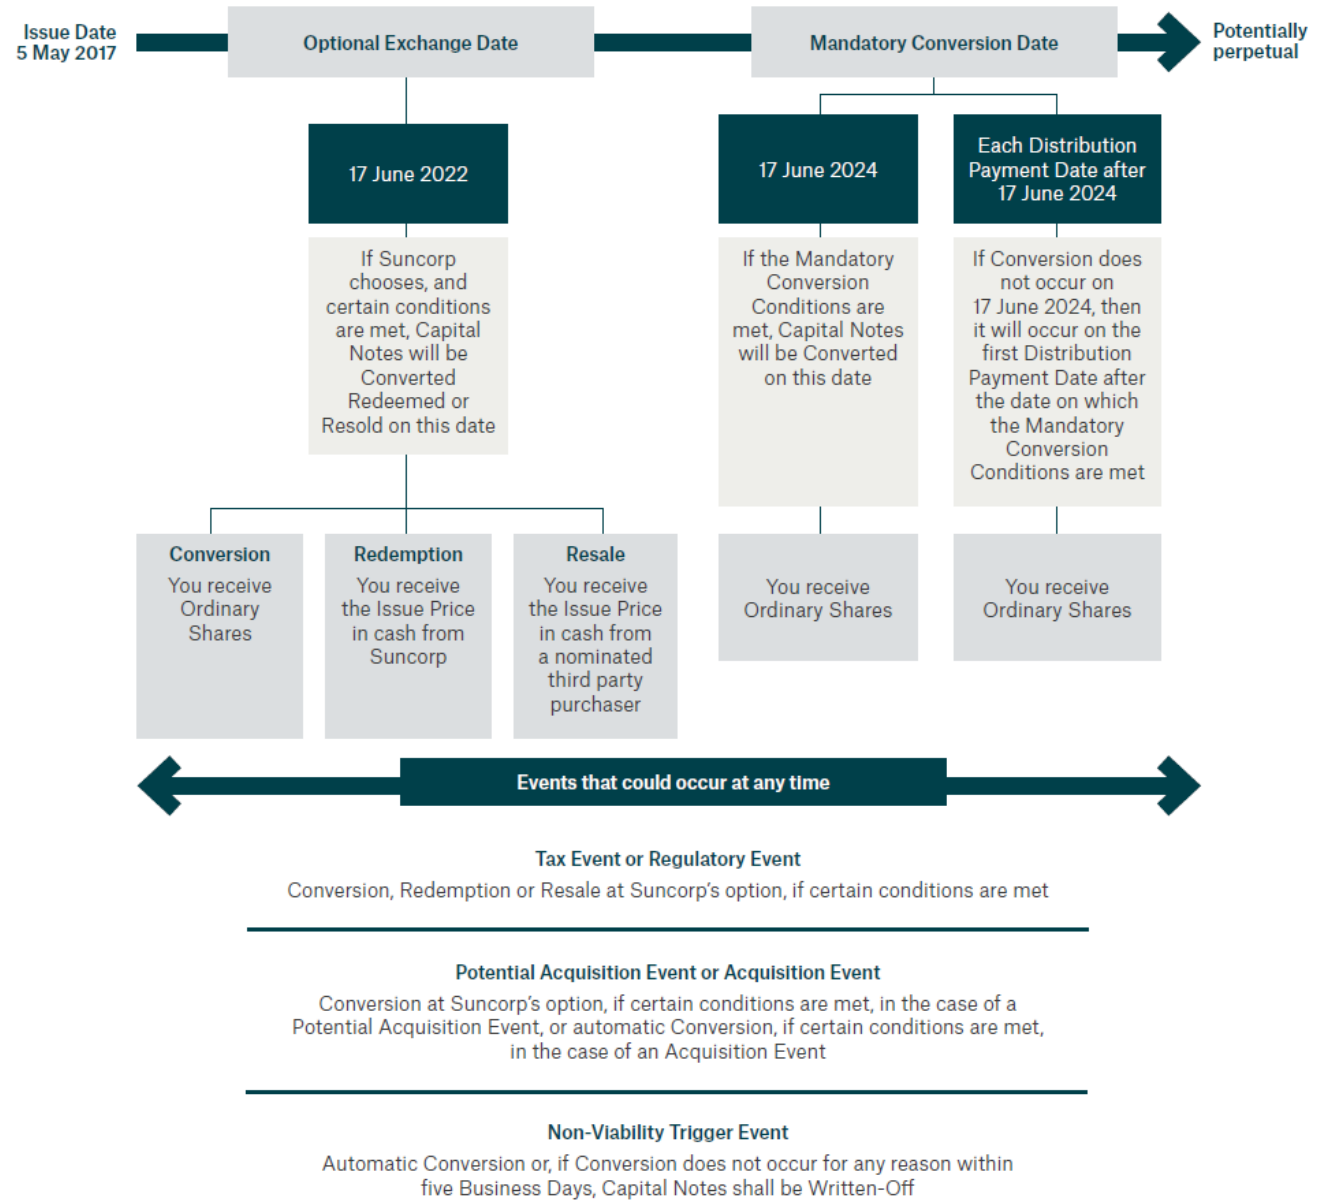 Issue Date
5 May 2017
Optional Exchange Date
Mandatory Conversion Date
Potentially
perpetual
17 June 2022
If Suncorp
chooses, and
certain conditions
are met, Capital
Notes will be
Converted
Redeemed or
Resold on this date
17 June 2024
If the Mandatory
Conversion
Conditions are
met, Capital Notes
will be Converted
on this date
Each Distribution
Payment Date after
17 June 2024
If Conversion does
not occur on
17 June 2024, then
it will occur on the
first Distribution
Payment Date after
the date on which
the Mandatory
Conversion
Conditions are met
Conversion
You receive
Ordinary
Shares
Redemption
You receive
the Issue Price
in cash from
Suncorp
Resale
You receive
the Issue Price
in cash from
a nominated
third party
purchaser
You receive
Ordinary Shares
You receive
Ordinary Shares
Events that could occur at any time
Tax Event or Regulatory Event
Conversion, Redemption or Resale at Suncorp's option, if certain conditions are met
Potential Acquisition Event or Acquisition Event
Conversion at Suncorp's option, if certain conditions are met, in the case of a
Potential Acquisition Event, or automatic Conversion, if certain conditions are met,
in the case of an Acquisition Event
Non-Viability Trigger Event
Automatic Conversion or, if Conversion does not occur for any reason within
five Business Days, Capital Notes shall be Written-Off